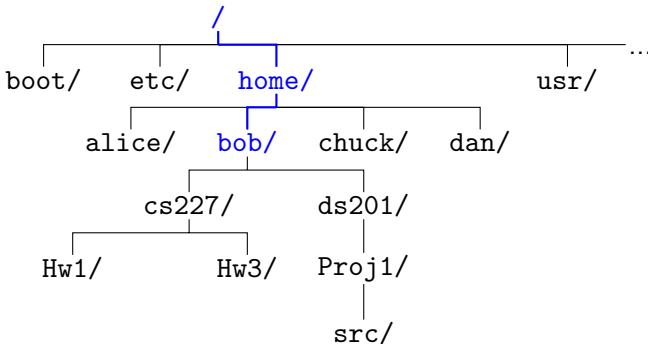 /
boot/ etc/ home/ usr/ ...
alice/ bob/ chuck/ dan/
cs227/ ds201/
Hw1/ Hw3/ Proj1/
src/